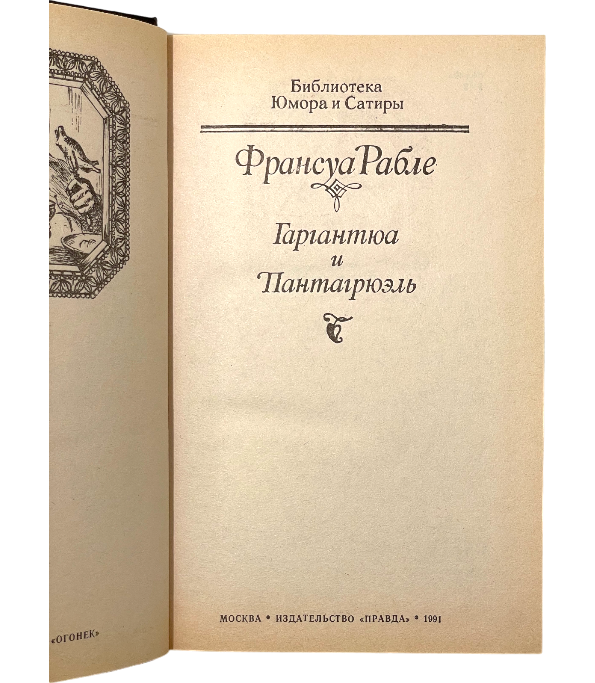 «ОГОНЕК»
Библиотека
Юмора и Сатиры
Франсуа Рабле
Гаргантюа
и
Пантагрюэль
МОСКВА • ИЗДАТЕЛЬСТВО «ПРАВДА» • 1991